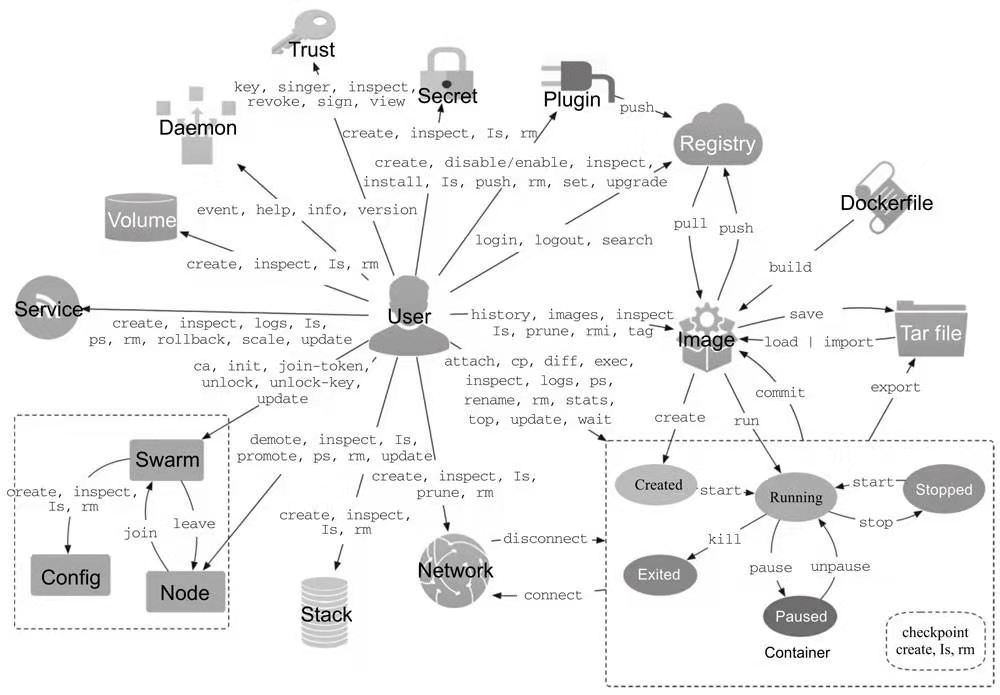 Trust
key, singer, inspect,
revoke, sign, view
Secret
create, inspect, Is, rm
Plugin
push
Registry
Daemon
create, disable/enable, inspect,
install, Is, push, rm, set, upgrade
Dockerfile
Volume
event, help, info, version
login, logout, search
pull
push
build
create, inspect, Is, rm
Service
create, inspect, logs, Is,
ps, rm, rollback, scale, update
User
history, images, inspect
Is, prune, rmi, tag
Image
save
load | import
Tar file
ca, init, join-token,
unlock, unlock-key,
update
attach, cp, diff, exec,
inspect, logs, ps,
rename, rm, stats,
top, update, wait
commit
export
create
run
Swarm
demote, inspect, Is,
promote, ps, rm, update
create, inspect,
Is, rm
join
leave
Config
Node
create, inspect, Is,
prune, rm
create, inspect,
Is, rm
Stack
Network
disconnect
connect
Created
start
Running
start
Stopped
stop
kill
Exited
pause
unpause
Paused
Container
checkpoint
create, Is, rm